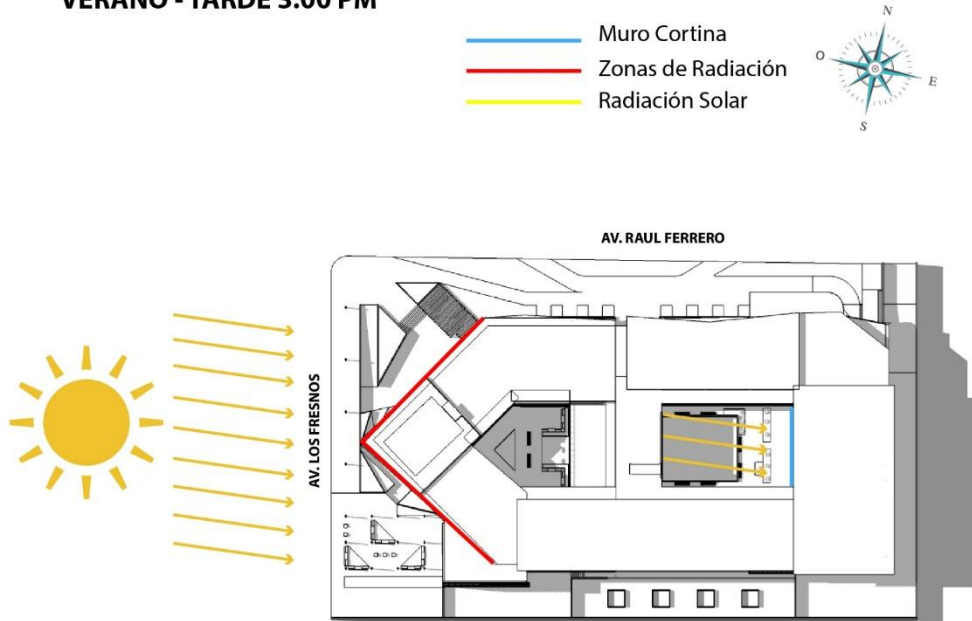 VERANO - TARDE 3:00 PM
Muro Cortina
Zonas de Radiación
Radiación Solar
N
O
E
S
AV. RAUL FERRERO
AV. LOS FRESNOS